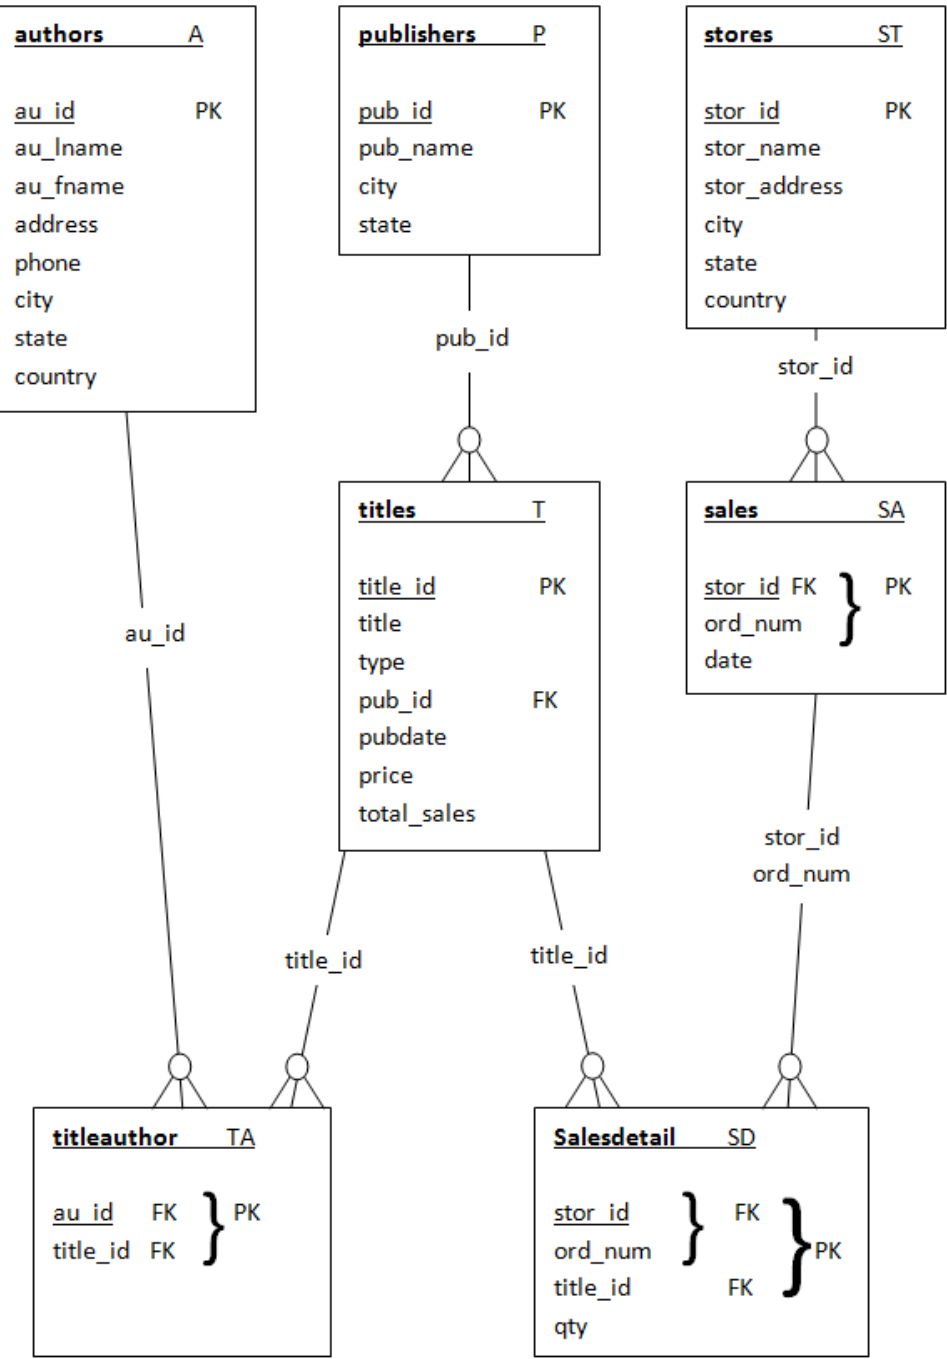 authors A
au_id PK
au_lname
au_fname
address
phone
city
state
country
publishers P
pub_id PK
pub_name
city
state
stores ST
stor_id PK
stor_name
stor_address
city
state
country
pub_id
stor_id
au_id
titles T
title_id PK
title
type
pub_id FK
pubdate
price
total_sales
sales SA
stor_id FK } PK
ord_num
date
title_id
title_id
stor_id
ord_num
titleauthor TA
au_id FK } PK
title_id FK
Salesdetail SD
stor_id } FK
ord_num } PK
title_id FK
qty